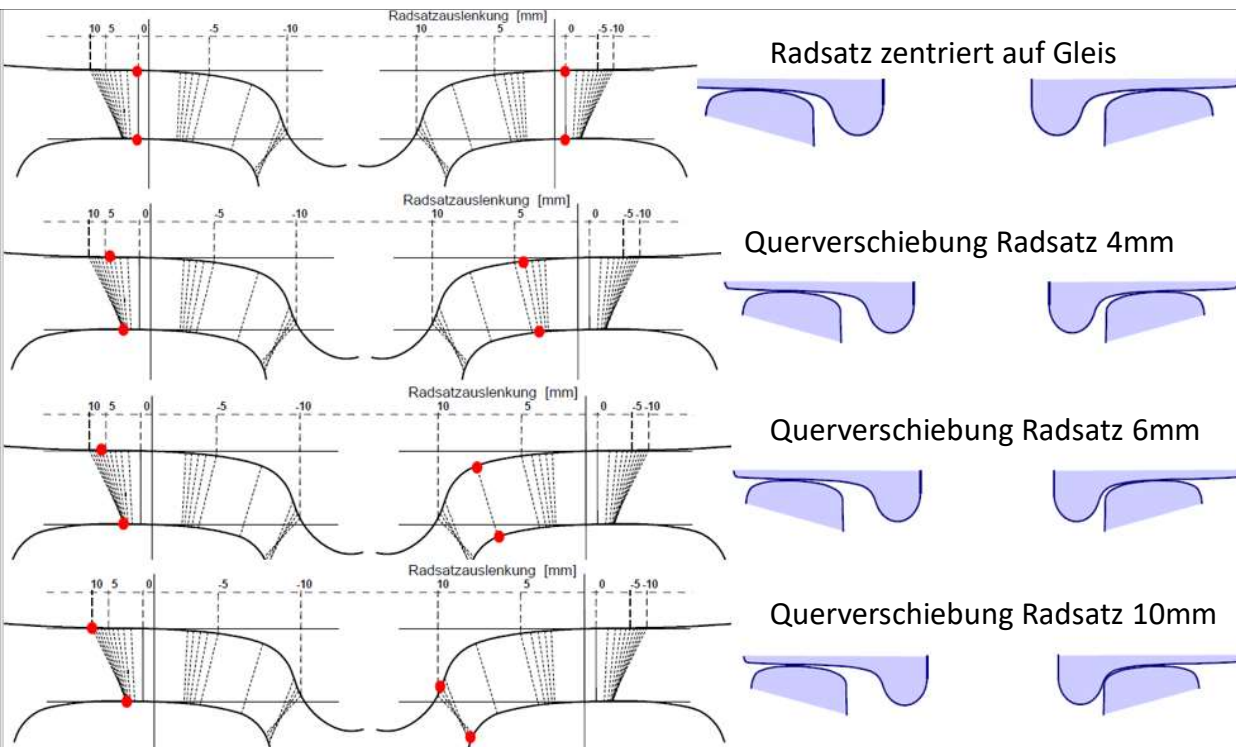 Radsatzauslenkung [mm]
10 5 0 -5 -10 10 5 0 -5 -10
Radsatz zentriert auf Gleis
Radsatzauslenkung [mm]
10 5 0 -5 -10 10 5 0 -5 -10
Querverschiebung Radsatz 4mm
Radsatzauslenkung [mm]
10 5 0 -5 -10 10 5 0 -5 -10
Querverschiebung Radsatz 6mm
Radsatzauslenkung [mm]
10 5 0 -5 -10 10 5 0 -5 -10
Querverschiebung Radsatz 10mm